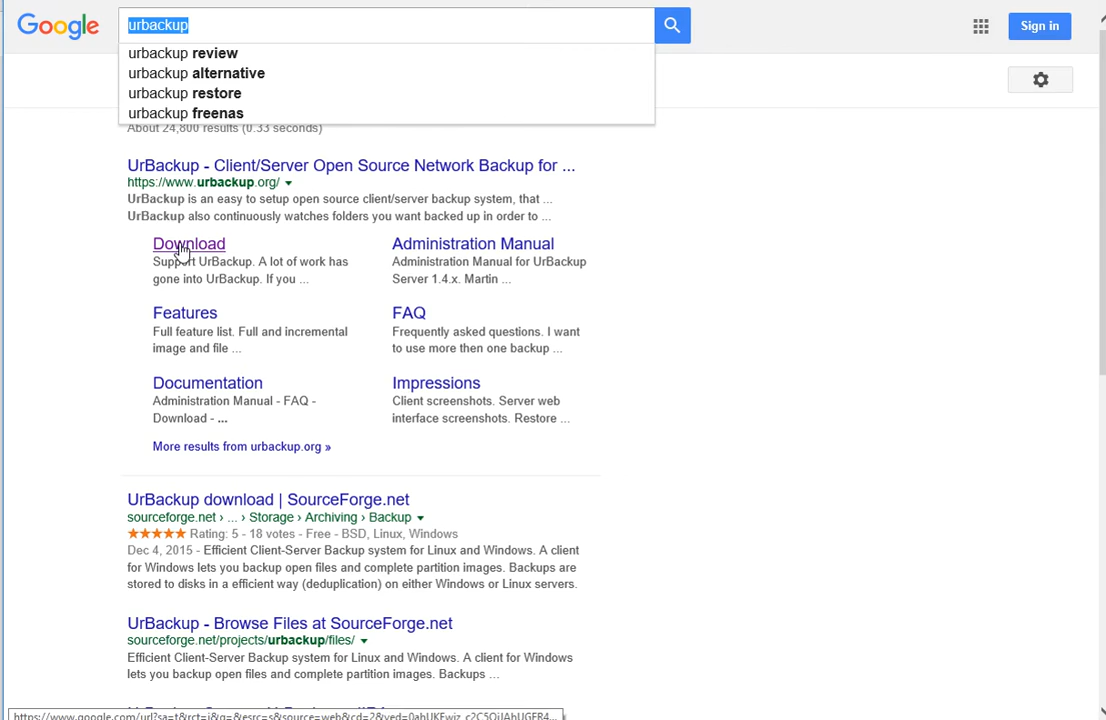 Google
urbackup
Sign in
urbackup review
urbackup alternative
urbackup restore
urbackup freenas
About 24,800 results (0.33 seconds)
UrBackup - Client/Server Open Source Network Backup for ...
https://www.urbackup.org/
UrBackup is an easy to setup open source client/server backup system, that ...
UrBackup also continuously watches folders you want backed up in order to ...
Download
Support UrBackup. A lot of work has
gone into UrBackup. If you ...
Administration Manual
Administration Manual for UrBackup
Server 1.4.x. Martin ...
Features
Full feature list. Full and incremental
image and file ...
FAQ
Frequently asked questions. I want
to use more then one backup ...
Documentation
Administration Manual - FAQ -
Download - ...
Impressions
Client screenshots. Server web
interface screenshots. Restore ...
More results from urbackup.org »
UrBackup download | SourceForge.net
sourceforge.net › ... › Storage › Archiving › Backup
Rating: 5 - 18 votes - Free - BSD, Linux, Windows
Dec 4, 2015 - Efficient Client-Server Backup system for Linux and Windows. A client
for Windows lets you backup open files and complete partition images. Backups are
stored to disks in a efficient way (deduplication) on either Windows or Linux servers.
UrBackup - Browse Files at SourceForge.net
sourceforge.net/projects/urbackup/files/
Efficient Client-Server Backup system for Linux and Windows. A client for Windows
lets you backup open files and complete partition images. Backups ...